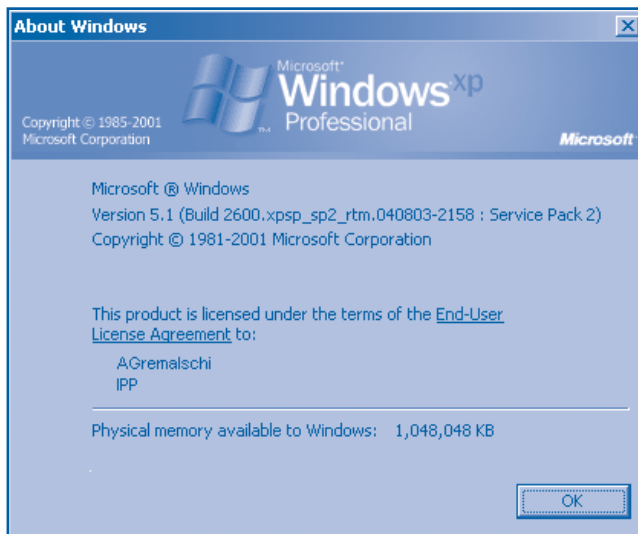 About Windows
Microsoft®
Windows xp
Professional
TM
Copyright © 1985-2001
Microsoft Corporation
Microsoft
Microsoft ® Windows
Version 5.1 (Build 2600.xpsp_sp2_rtm.040803-2158 : Service Pack 2)
Copyright © 1981-2001 Microsoft Corporation
This product is licensed under the terms of the End-User
License Agreement to:
AGremalschi
IPP
Physical memory available to Windows: 1,048,048 KB
OK